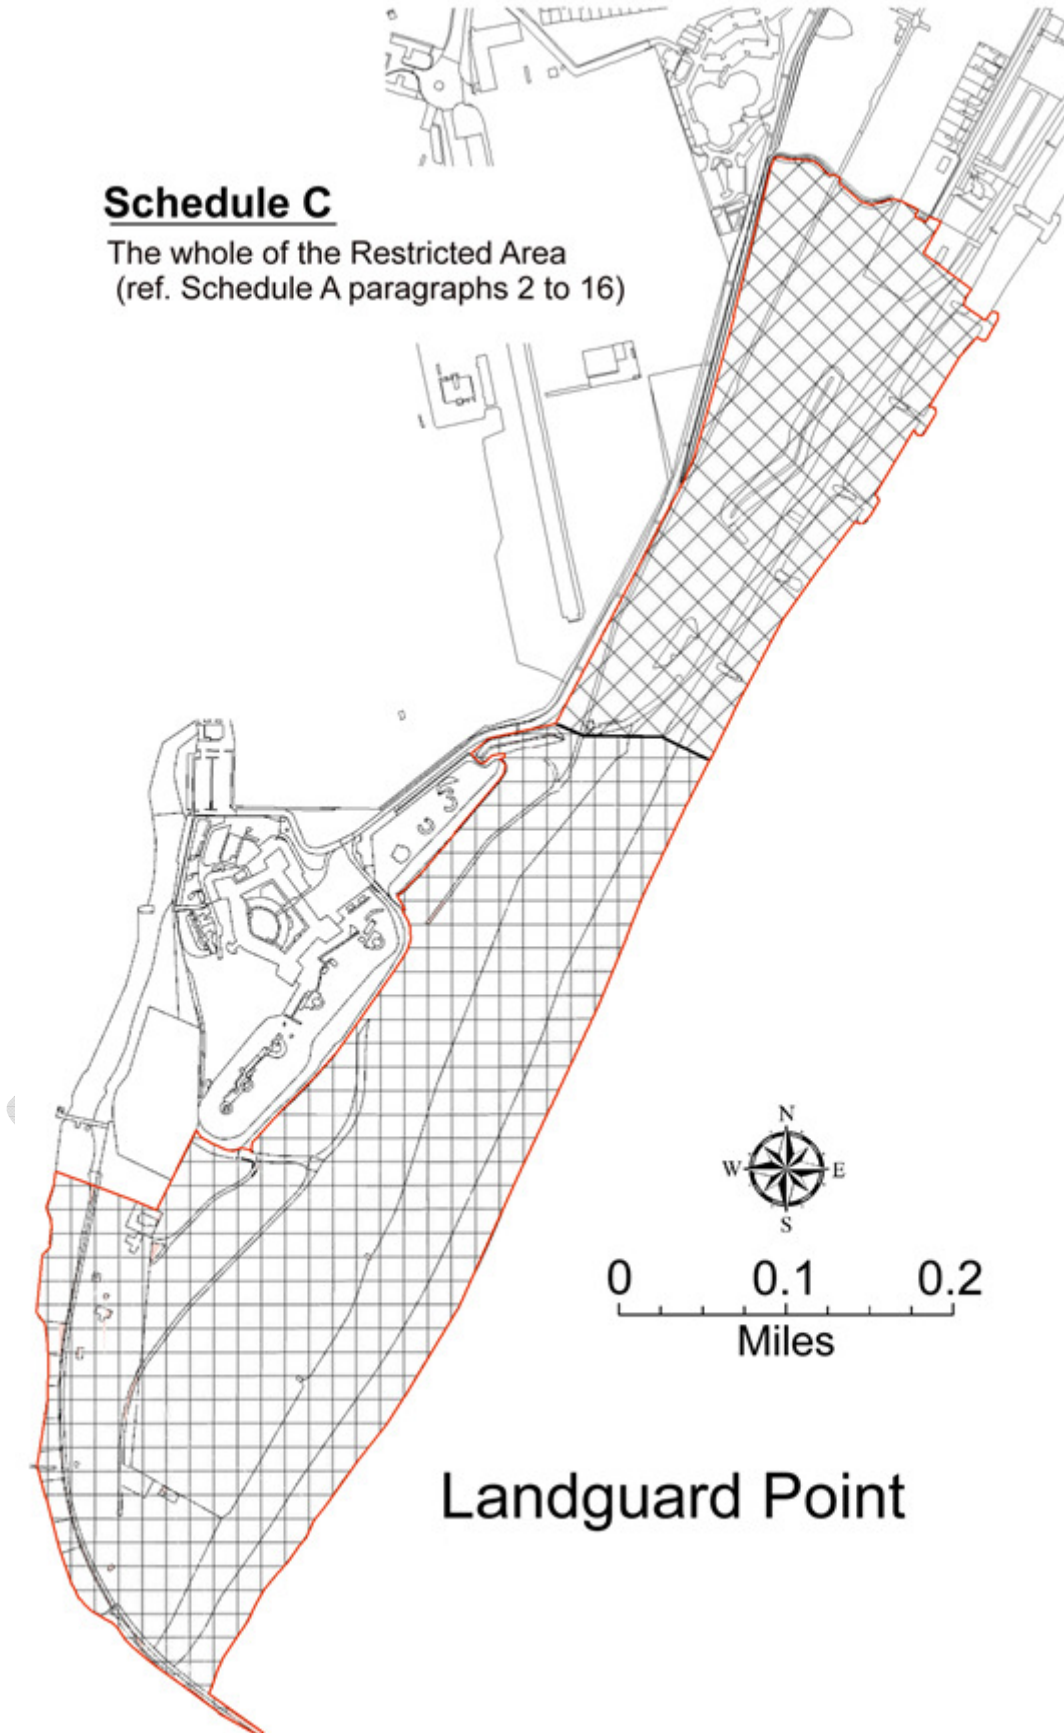 Schedule C
The whole of the Restricted Area
(ref. Schedule A paragraphs 2 to 16)
N
W E
S
0 0.1 0.2
Miles
Landguard Point